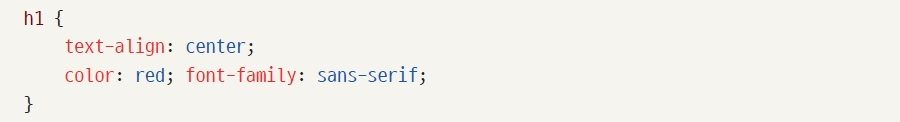 h1 {
    text-align: center;
    color: red; font-family: sans-serif;
}